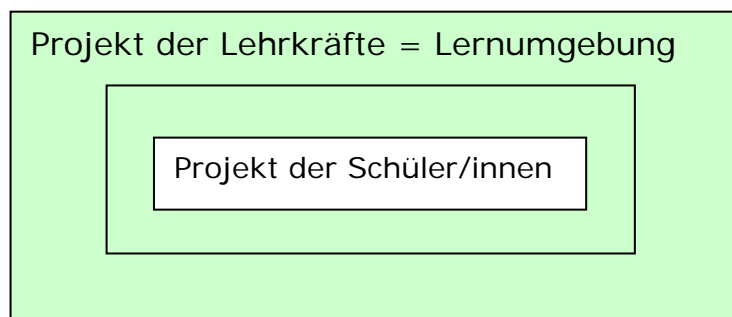 Projekt der Lehrkräfte = Lernumgebung
Projekt der Schüler/innen